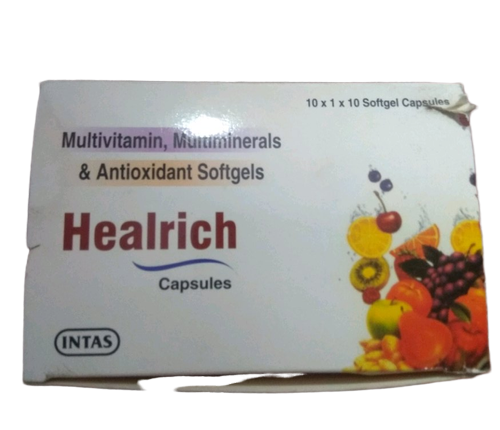 10 x 1 x 10 Softgel Capsules
Multivitamin, Multiminerals
& Antioxidant Softgels
Healrich
Capsules
INTAS